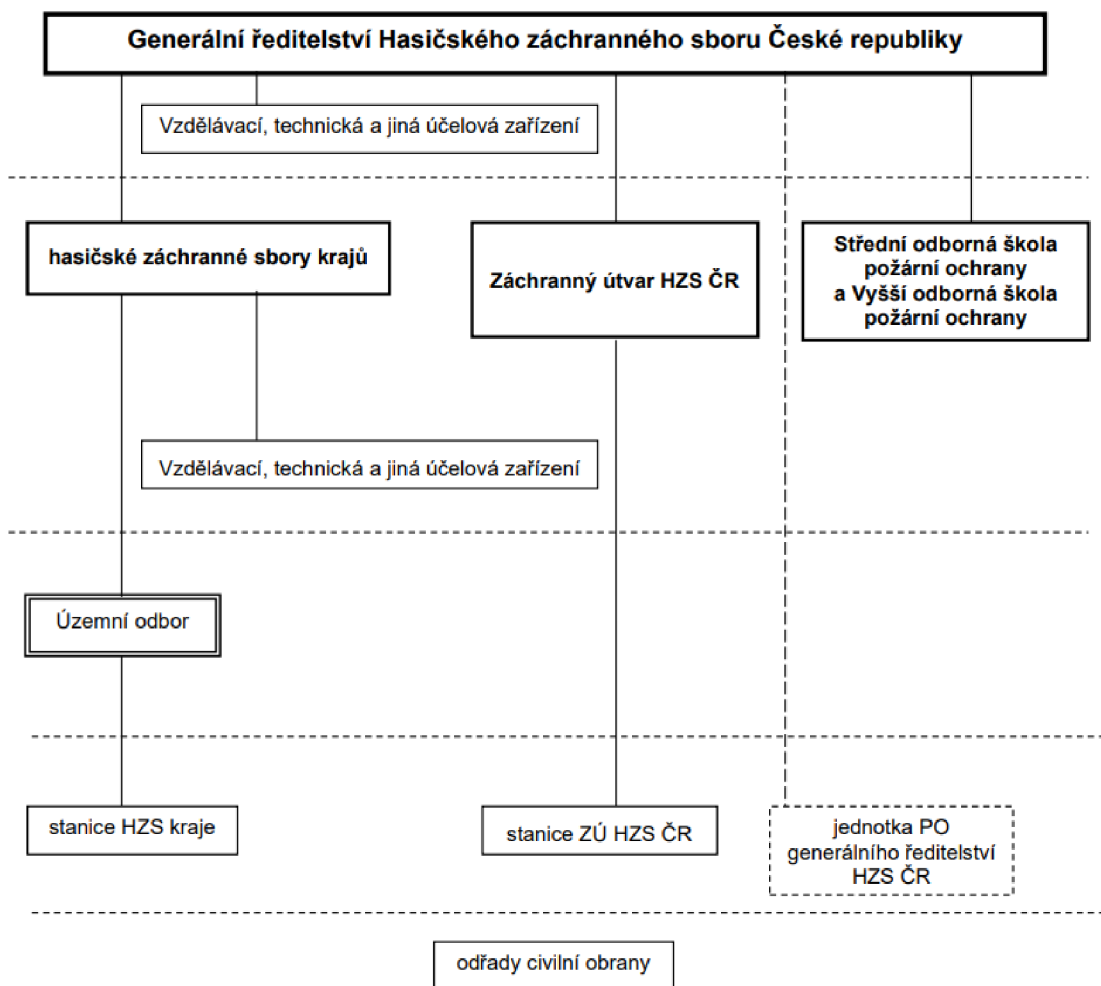 Generální ředitelství Hasičského záchranného sboru České republiky
Vzdělávací, technická a jiná účelová zařízení
hasičské záchranné sbory krajů
Záchranný útvar HZS ČR
Střední odborná škola
požární ochrany
a Vyšší odborná škola
požární ochrany
Vzdělávací, technická a jiná účelová zařízení
Územní odbor
stanice HZS kraje
stanice ZÚ HZS ČR
jednotka PO
generálního ředitelství
HZS ČR
odřady civilní obrany